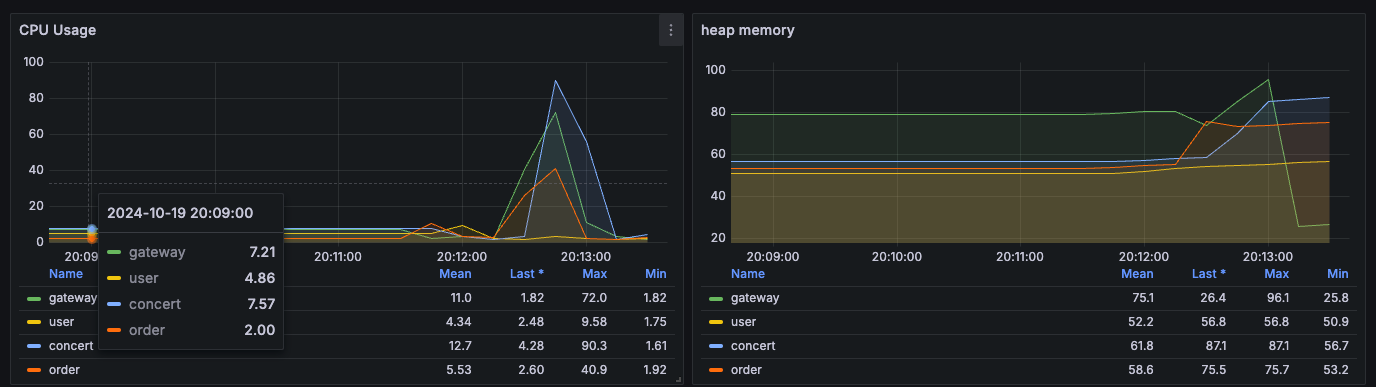 CPU Usage
100
80
60
40
20
0
20:09
20:11:00
20:12:00
20:13:00
2024-10-19 20:09:00
gateway 7.21
user 4.86
concert 7.57
order 2.00
Name Mean Last * Max Min
gateway 11.0 1.82 72.0 1.82
user 4.34 2.48 9.58 1.75
concert 12.7 4.28 90.3 1.61
order 5.53 2.60 40.9 1.92
heap memory
100
80
60
40
20
20:09:00 20:10:00 20:11:00 20:12:00 20:13:00
Name Mean Last * Max Min
gateway 75.1 26.4 96.1 25.8
user 52.2 56.8 56.8 50.9
concert 61.8 87.1 87.1 56.7
order 58.6 75.5 75.7 53.2